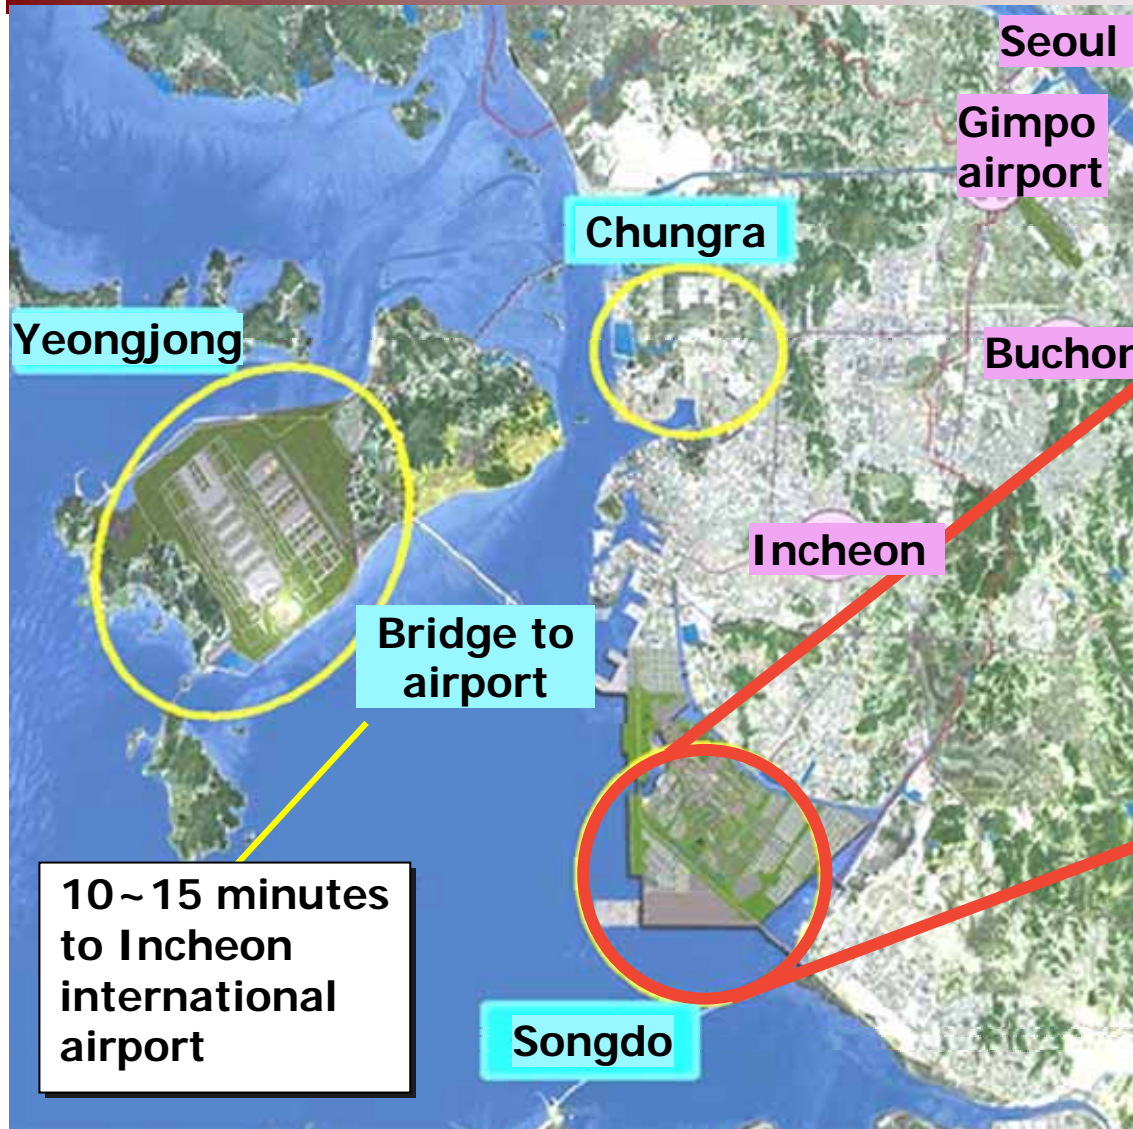 Seoul
Gimpo
airport
Chungra
Yeongjong
Buchon
Incheon
Bridge to
airport
10~15 minutes
to Incheon
international
airport
Songdo